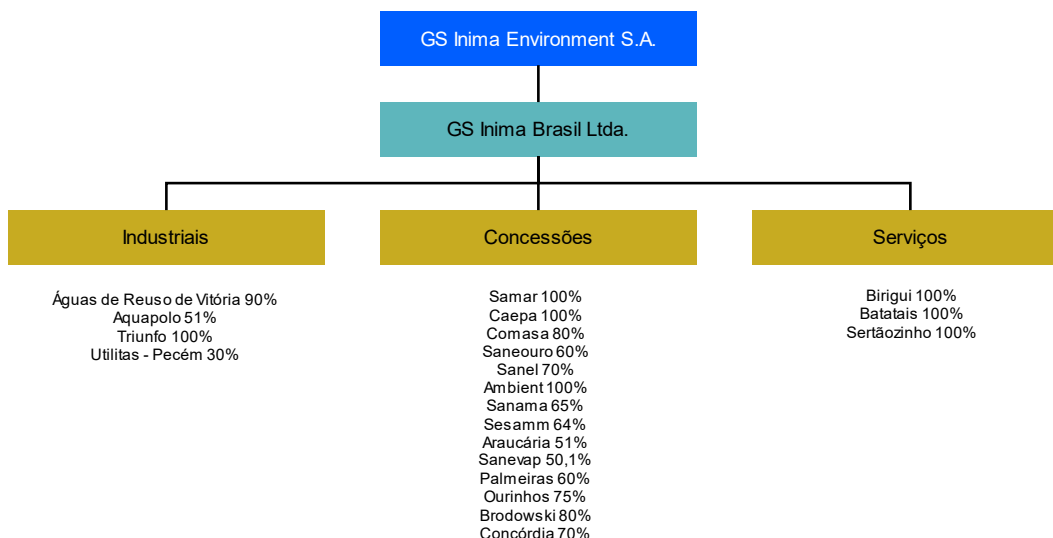 GS Inima Environment S.A.
GS Inima Brasil Ltda.
Industriais
Concessões
Serviços
Águas de Reuso de Vitória 90%
Aquapolo 51%
Triunfo 100%
Utilitas - Pecém 30%
Samar 100%
Caepa 100%
Comasa 80%
Saneouro 60%
Sanel 70%
Ambient 100%
Sanama 65%
Sesamm 64%
Araucária 51%
Sanevap 50,1%
Palmeiras 60%
Ourinhos 75%
Brodowski 80%
Concórdia 70%
Birigui 100%
Batatais 100%
Sertãozinho 100%